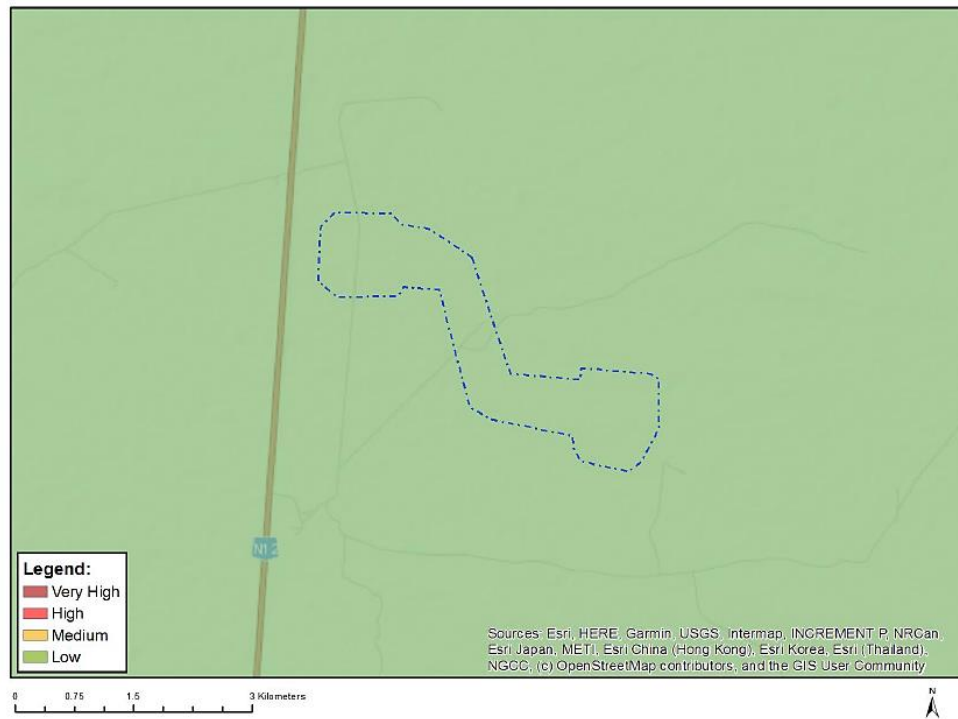 N12
Legend:
Very High
High
Medium
Low
Sources: Esri, HERE, Garmin, USGS, Intermap, INCREMENT P, NRCan,
Esri Japan, METI, Esri China (Hong Kong), Esri Korea, Esri (Thailand),
NGCC, (c) OpenStreetMap contributors, and the GIS User Community
0 0.75 1.5 3 Kilometers
N